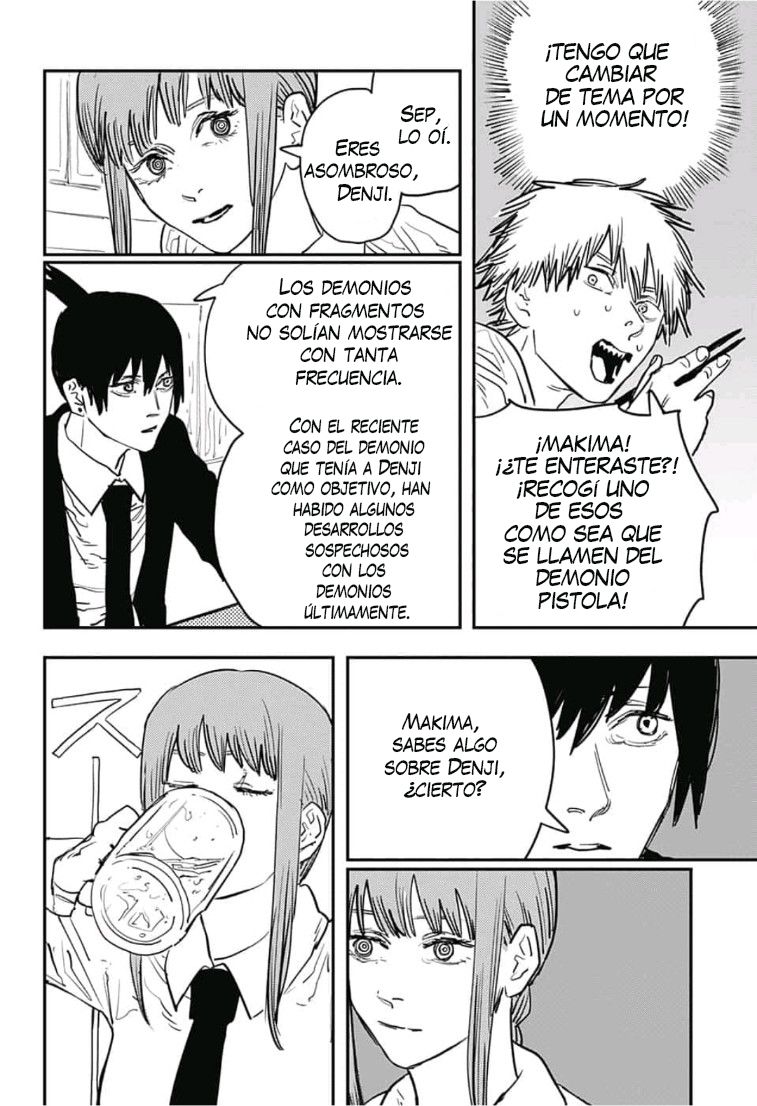 ¡TENGO QUE
CAMBIAR
DE TEMA POR
UN MOMENTO!
¡MAKIMA!
¡¿TE ENTERASTE?!
¡RECOGÍ UNO
DE ESOS
COMO SEA QUE
SE LLAMEN DEL
DEMONIO
PISTOLA!
SEP,
LO OÍ.
ERES
ASOMBROSO,
DENJI.
LOS DEMONIOS
CON FRAGMENTOS
NO SOLÍAN MOSTRARSE
CON TANTA
FRECUENCIA.
CON EL RECIENTE
CASO DEL DEMONIO
QUE TENÍA A DENJI
COMO OBJETIVO, HAN
HABIDO ALGUNOS
DESARROLLOS
SOSPECHOSOS
CON LOS
DEMONIOS
ÚLTIMAMENTE.
MAKIMA,
SABES ALGO
SOBRE DENJI,
¿CIERTO?
ス